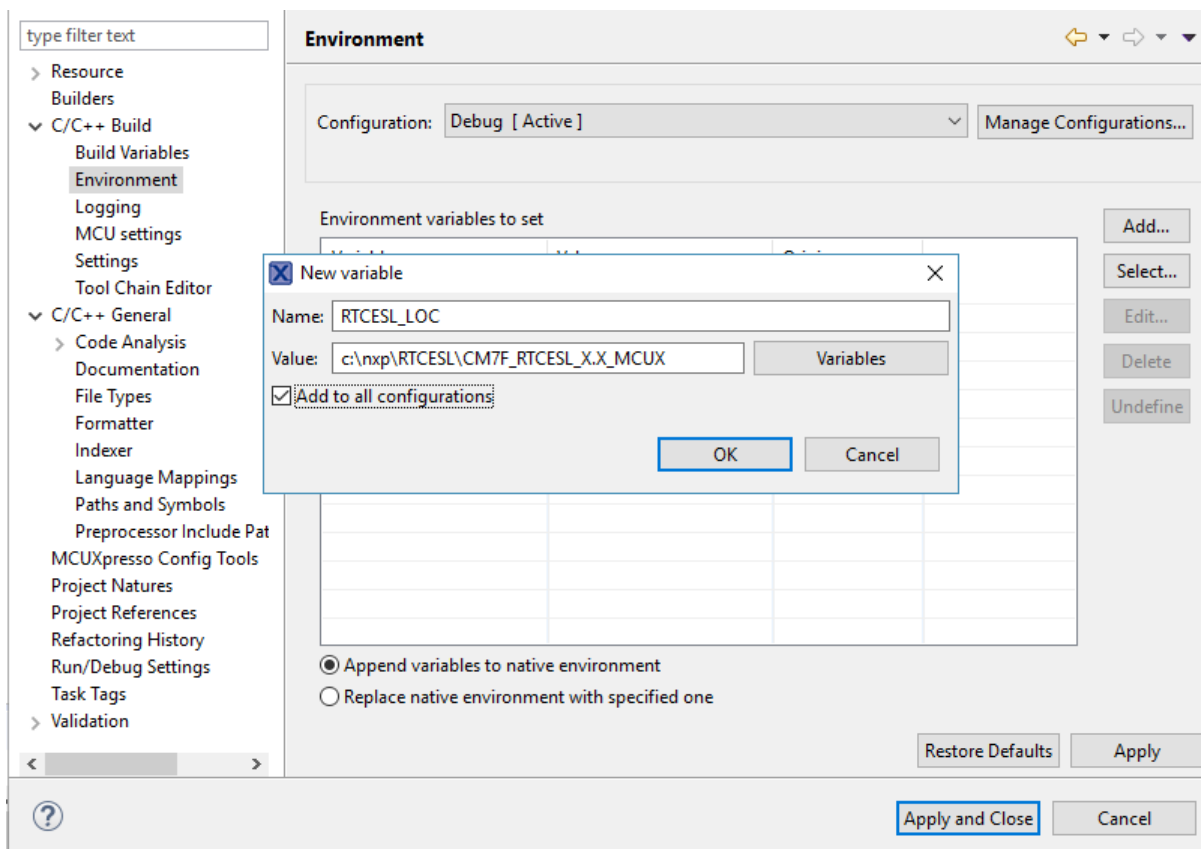 type filter text
Resource
Builders
C/C++ Build
Build Variables
Environment
Logging
MCU settings
Settings
Tool Chain Editor
C/C++ General
Code Analysis
Documentation
File Types
Formatter
Indexer
Language Mappings
Paths and Symbols
Preprocessor Include Pat
MCUXpresso Config Tools
Project Natures
Project References
Refactoring History
Run/Debug Settings
Task Tags
Validation
Environment
Configuration: Debug [ Active ] Manage Configurations...
Environment variables to set
Add...
Select...
Edit...
Delete
Undefine
New variable
Name: RTCESL_LOC
Value: c:\nxp\RTCESL\CM7F_RTCESL_X.X_MCUX Variables
Add to all configurations
OK Cancel
Append variables to native environment
Replace native environment with specified one
Restore Defaults Apply
? Apply and Close Cancel